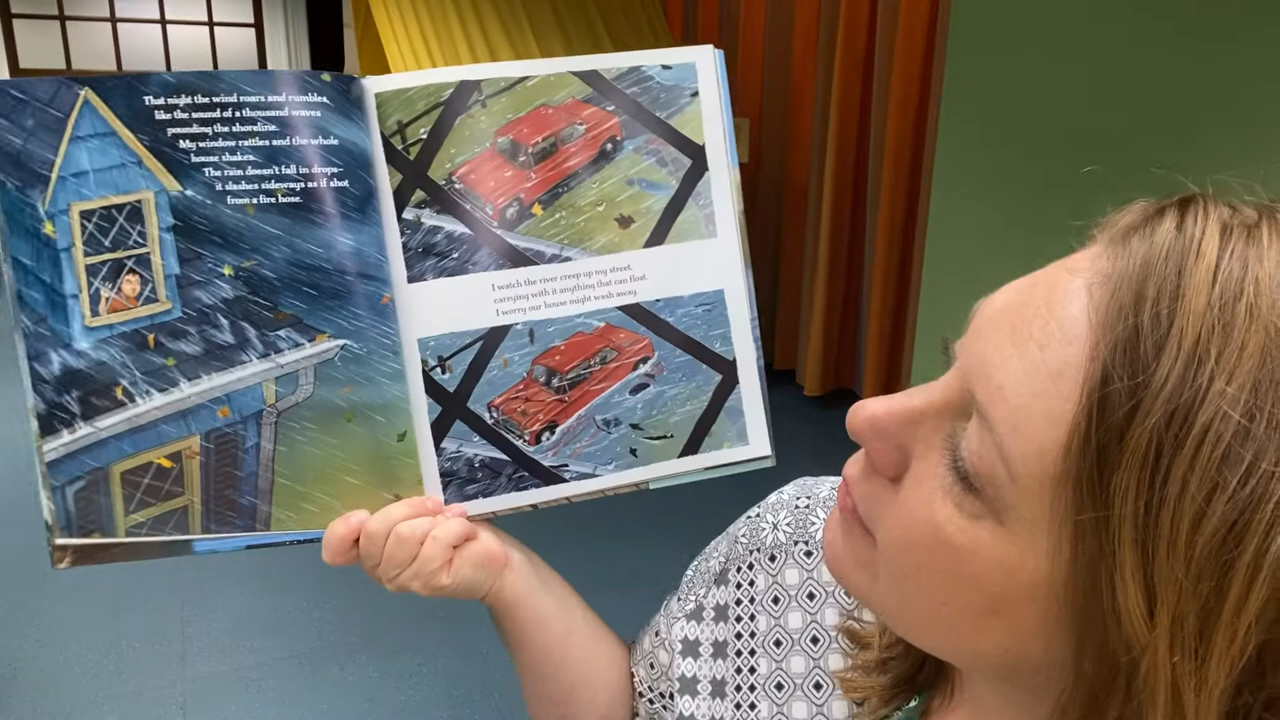 That night the wind roars and rumbles,
like the sound of a thousand waves
pounding the shoreline.
My window rattles and the whole
house shakes.
The rain doesn't fall in drops–
it slashes sideways as if shot
from a fire hose.
I watch the river creep up my street,
carrying with it anything that can float.
I worry our house might wash away.